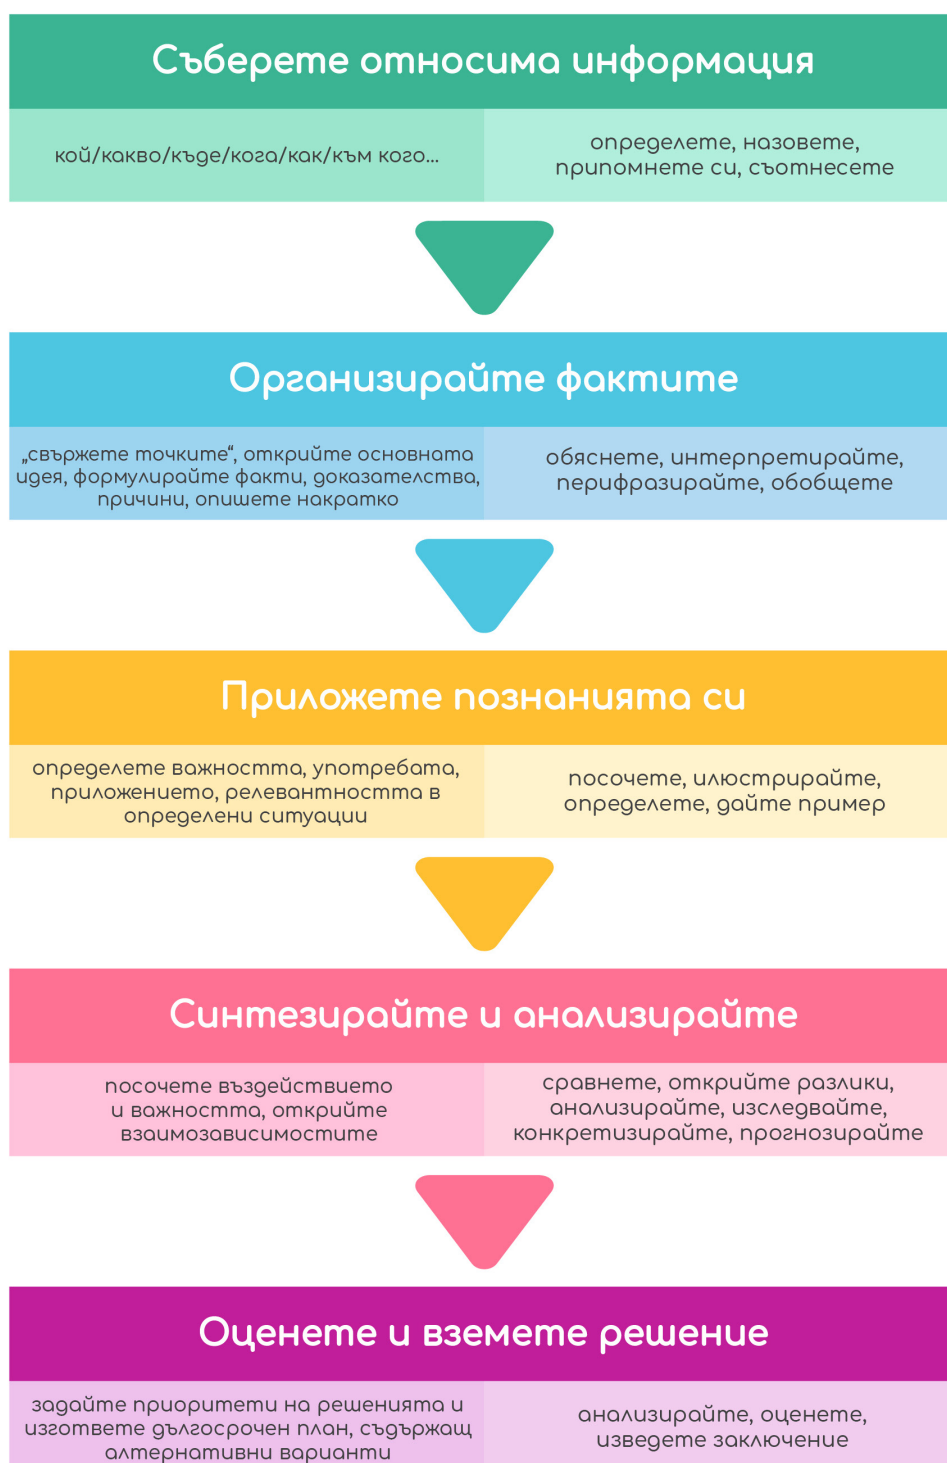 Съберете относима информация
кой/какво/къде/кога/как/към кого...
определете, назовете,
припомнете си, съотнесете
Организирайте фактите
„свържете точките“, открийте основната
идея, формулирайте факти, доказателства,
причини, опишете накратко
обяснете, интерпретирайте,
перифразирайте, обобщете
Приложете познанията си
определете важността, употребата,
приложението, релевантността в
определени ситуации
посочете, илюстрирайте,
определете, дайте пример
Синтезирайте и анализирайте
посочете въздействието
и важността, открийте
взаимозависимостите
сравнете, открийте разлики,
анализирайте, изследвайте,
конкретизирайте, прогнозирайте
Оценете и вземете решение
задайте приоритети на решенията и
изгответе дългосрочен план, съдържащ
алтернативни варианти
анализирайте, оценете,
изведете заключение